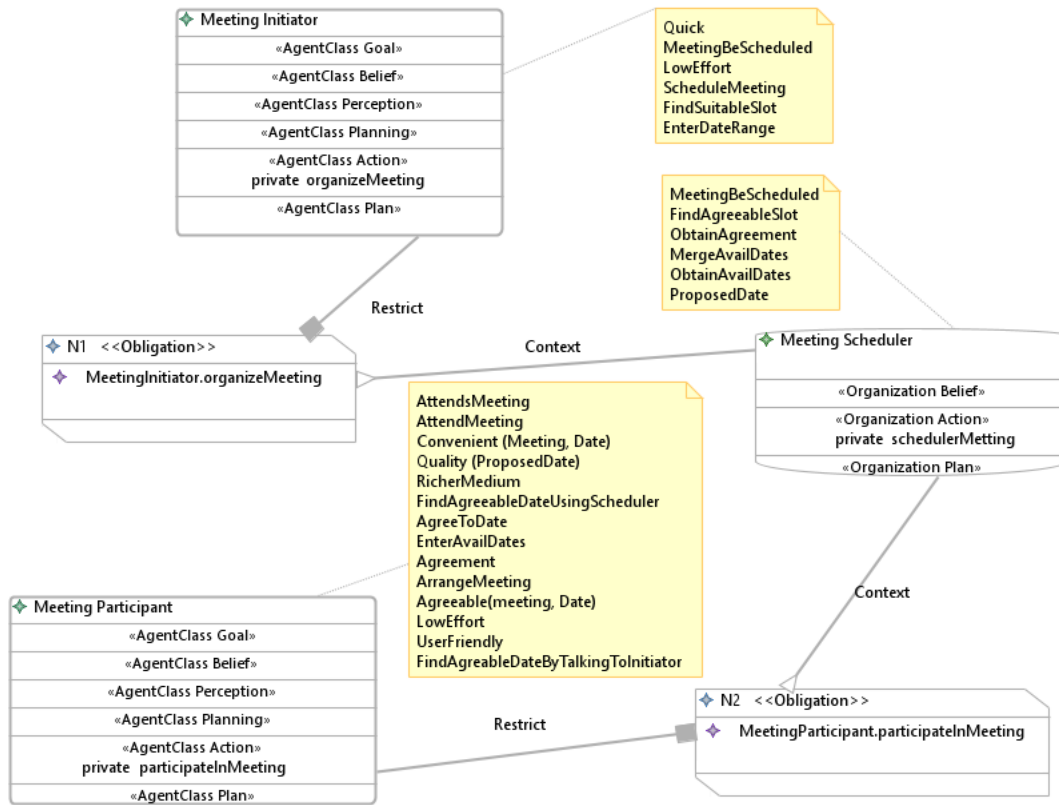 Meeting Initiator
«AgentClass Goal»
«AgentClass Belief»
«AgentClass Perception»
«AgentClass Planning»
«AgentClass Action»
private organizeMeeting
«AgentClass Plan»
Quick
MeetingBeScheduled
LowEffort
ScheduleMeeting
FindSuitableSlot
EnterDateRange
MeetingBeScheduled
FindAgreeableSlot
ObtainAgreement
MergeAvailDates
ObtainAvailDates
ProposedDate
Restrict
N1 <<Obligation>>
MeetingInitiator.organizeMeeting
Context
Meeting Scheduler
«Organization Belief»
«Organization Action»
private schedulerMetting
«Organization Plan»
AttendsMeeting
AttendMeeting
Convenient (Meeting, Date)
Quality (ProposedDate)
RicherMedium
FindAgreeableDateUsingScheduler
AgreeToDate
EnterAvailDates
Agreement
ArrangeMeeting
Agreeable(meeting, Date)
LowEffort
UserFriendly
FindAgreableDateByTalkingToInitiator
Context
Meeting Participant
«AgentClass Goal»
«AgentClass Belief»
«AgentClass Perception»
«AgentClass Planning»
«AgentClass Action»
private participateInMeeting
«AgentClass Plan»
Restrict
N2 <<Obligation>>
MeetingParticipant.participateInMeeting